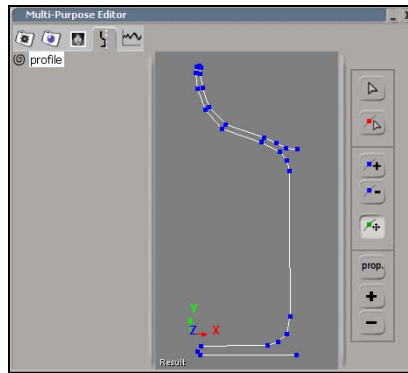 Multi-Purpose Editor
profile
prop.
Y
Z X
Result